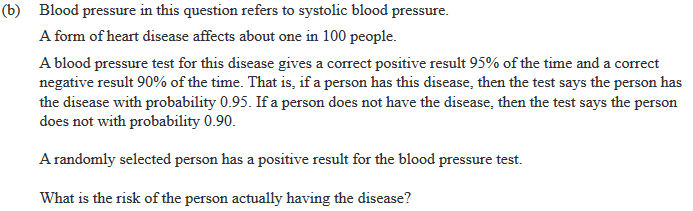 (b) Blood pressure in this question refers to systolic blood pressure.
A form of heart disease affects about one in 100 people.
A blood pressure test for this disease gives a correct positive result 95% of the time and a correct
negative result 90% of the time. That is, if a person has this disease, then the test says the person has
the disease with probability 0.95. If a person does not have the disease, then the test says the person
does not with probability 0.90.
A randomly selected person has a positive result for the blood pressure test.
What is the risk of the person actually having the disease?